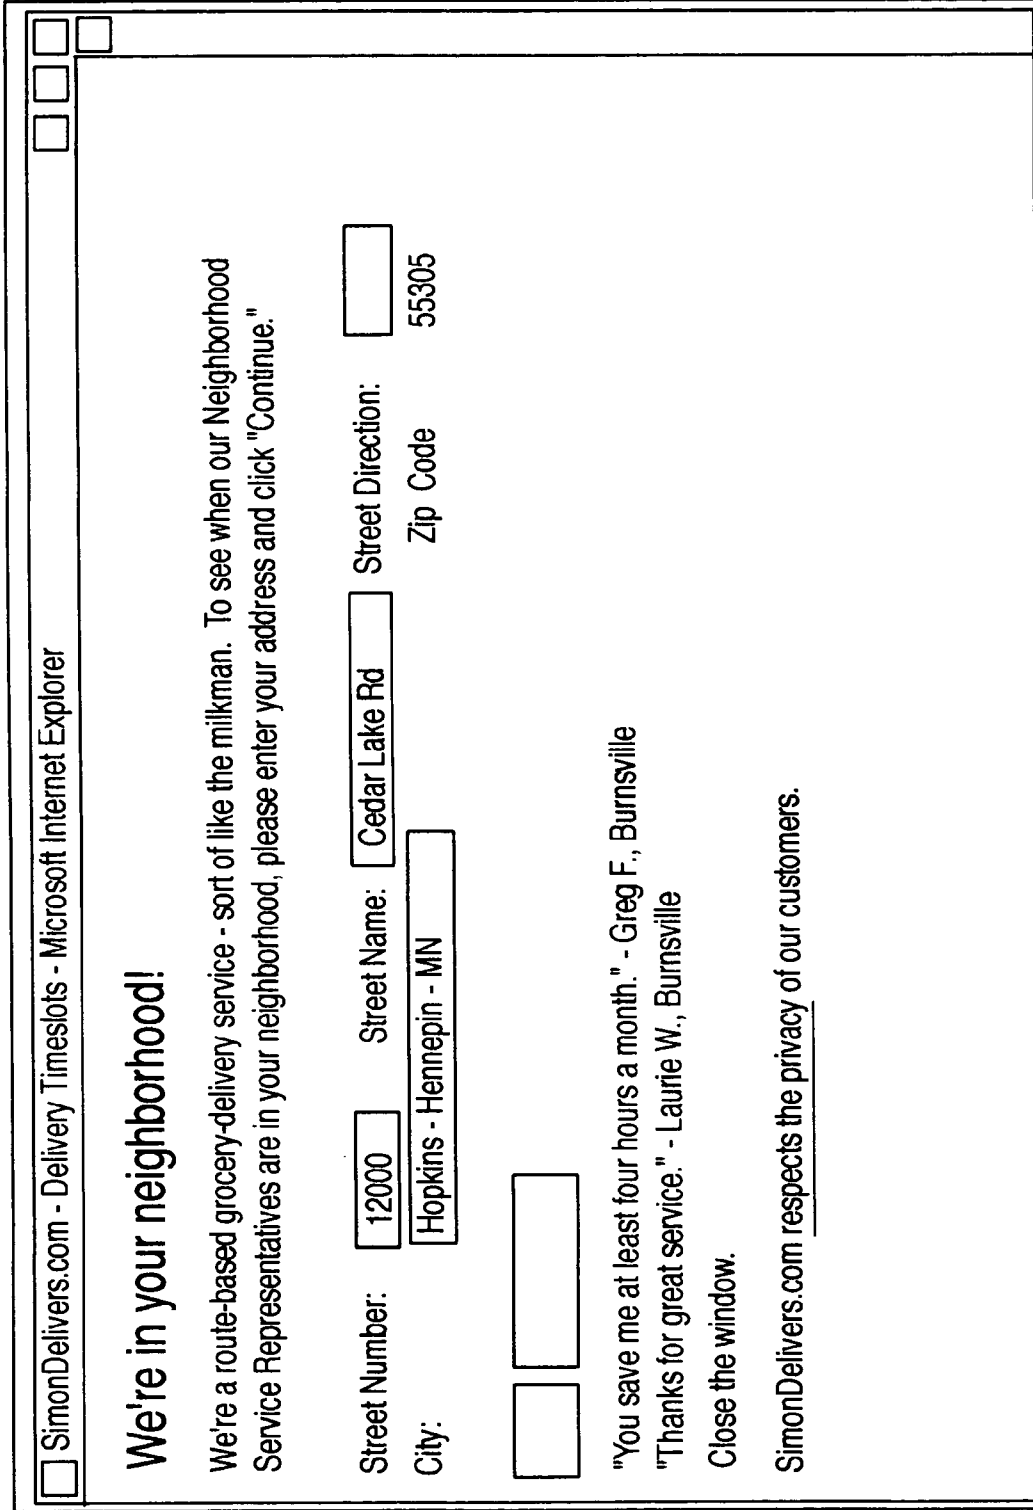 SimonDelivers.com - Delivery Timeslots - Microsoft Internet Explorer
We're in your neighborhood!
We're a route-based grocery-delivery service - sort of like the milkman. To see when our Neighborhood
Service Representatives are in your neighborhood, please enter your address and click "Continue."
Street Number: 12000 Street Name: Cedar Lake Rd Street Direction:
City: Hopkins - Hennepin - MN Zip Code 55305
"You save me at least four hours a month." - Greg F., Burnsville
"Thanks for great service." - Laurie W., Burnsville
Close the window.
SimonDelivers.com respects the privacy of our customers.